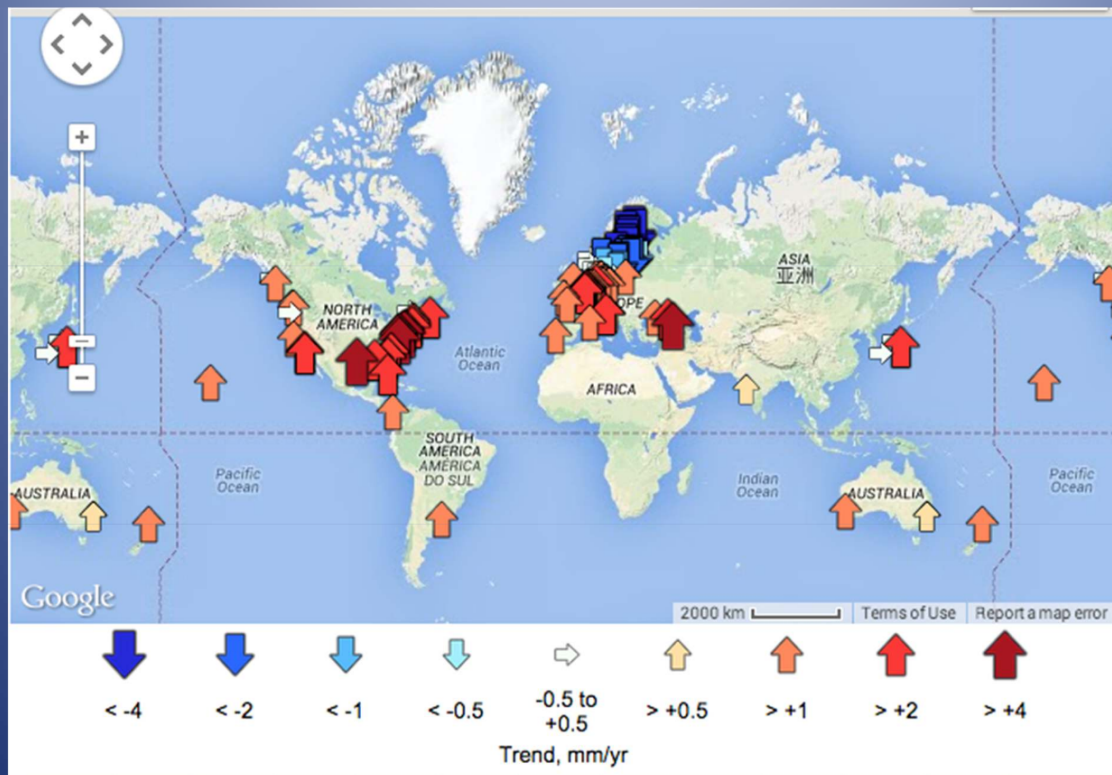 ASIA
亚洲
NORTH
AMERICA
OPE
Atlantic
Ocean
AFRICA
SOUTH
AMERICA
AMÉRICA
DO SUL
Pacific
Ocean
Indian
Ocean
Pacific
Ocean
AUSTRALIA
AUSTRALIA
Google
2000 km
Terms of Use
Report a map error
< -4
< -2
< -1
< -0.5
-0.5 to
+0.5
> +0.5
> +1
> +2
> +4
Trend, mm/yr